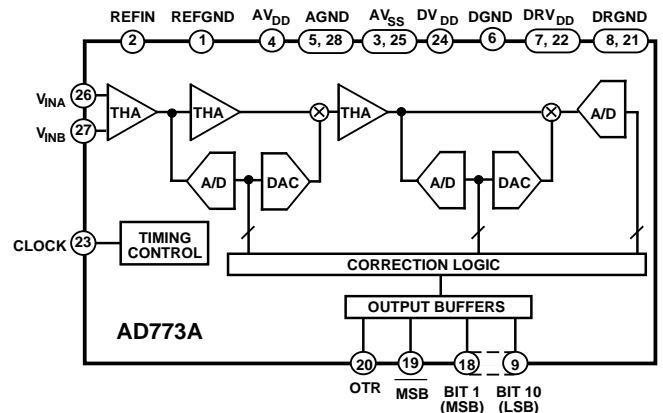 REFIN REFGND AVDD AGND AVSS DVDD DGND DRVDD DRGND
2 1 4 5, 28 3, 25 24 6 7, 22 8, 21
26 VINA
THA THA THA A/D
27 VINB
A/D DAC A/D DAC
23 CLOCK
TIMING
CONTROL
CORRECTION LOGIC
OUTPUT BUFFERS
AD773A
20 19 18 9
OTR MSB BIT 1 BIT 10
(MSB) (LSB)